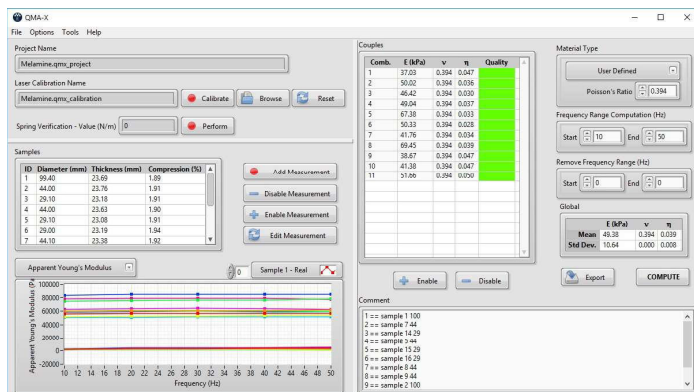 QMA-X
File Options Tools Help
Project Name
Melamine.qmx_project
Laser Calibration Name
Melamine.qmx_calibration
Calibrate Browse Reset
Spring Verification - Value (N/m) 0 Perform
Samples
ID Diameter (mm) Thickness (mm) Compression (%)
1 99.40 23.69 1.89
2 44.00 23.76 1.91
3 29.10 23.18 1.91
4 44.00 23.63 1.90
5 29.10 23.08 1.91
6 29.00 23.19 1.94
7 44.10 23.38 1.92
Add Measurement
Disable Measurement
Enable Measurement
Edit Measurement
Apparent Young's Modulus
0 Sample 1 - Real
Apparent Young's Modulus (Pa
100000
80000
60000
40000
20000
0
-20000
10 12 14 16 18 20 22 24 26 28 30 32 34 36 38 40 42 44 46 48 50
Frequency (Hz)
Couples
Comb. E (kPa) ν η Quality
1 37.03 0.394 0.047
2 50.02 0.394 0.036
3 46.42 0.394 0.030
4 49.04 0.394 0.037
5 67.38 0.394 0.033
6 50.33 0.394 0.028
7 41.76 0.394 0.034
8 69.45 0.394 0.039
9 38.67 0.394 0.047
10 41.38 0.394 0.047
11 51.66 0.394 0.050
Enable Disable
Comment
1 == sample 1 100
2 == sample 7 44
3 == sample 14 29
4 == sample 5 44
5 == sample 15 29
6 == sample 16 29
7 == sample 8 44
8 == sample 9 44
9 == sample 2 100
Material Type
User Defined
Poisson's Ratio 0.394
Frequency Range Computation (Hz)
Start 10 End 50
Remove Frequency Range (Hz)
Start 0 End 0
Global
E (kPa) ν η
Mean 49.38 0.394 0.039
Std Dev. 10.64 0.000 0.008
Export COMPUTE